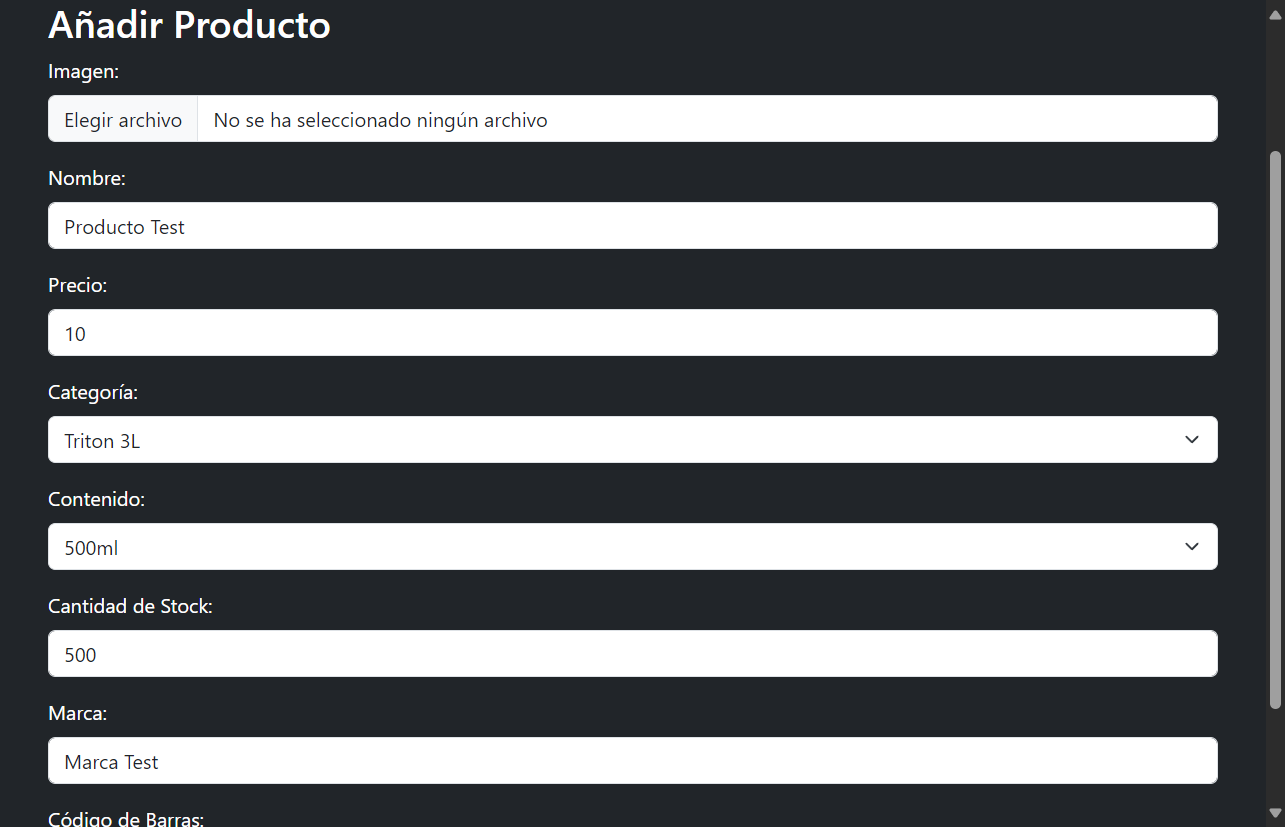 Añadir Producto
Imagen:
Elegir archivo No se ha seleccionado ningún archivo
Nombre:
Producto Test
Precio:
10
Categoría:
Triton 3L
Contenido:
500ml
Cantidad de Stock:
500
Marca:
Marca Test
Código de Barras: